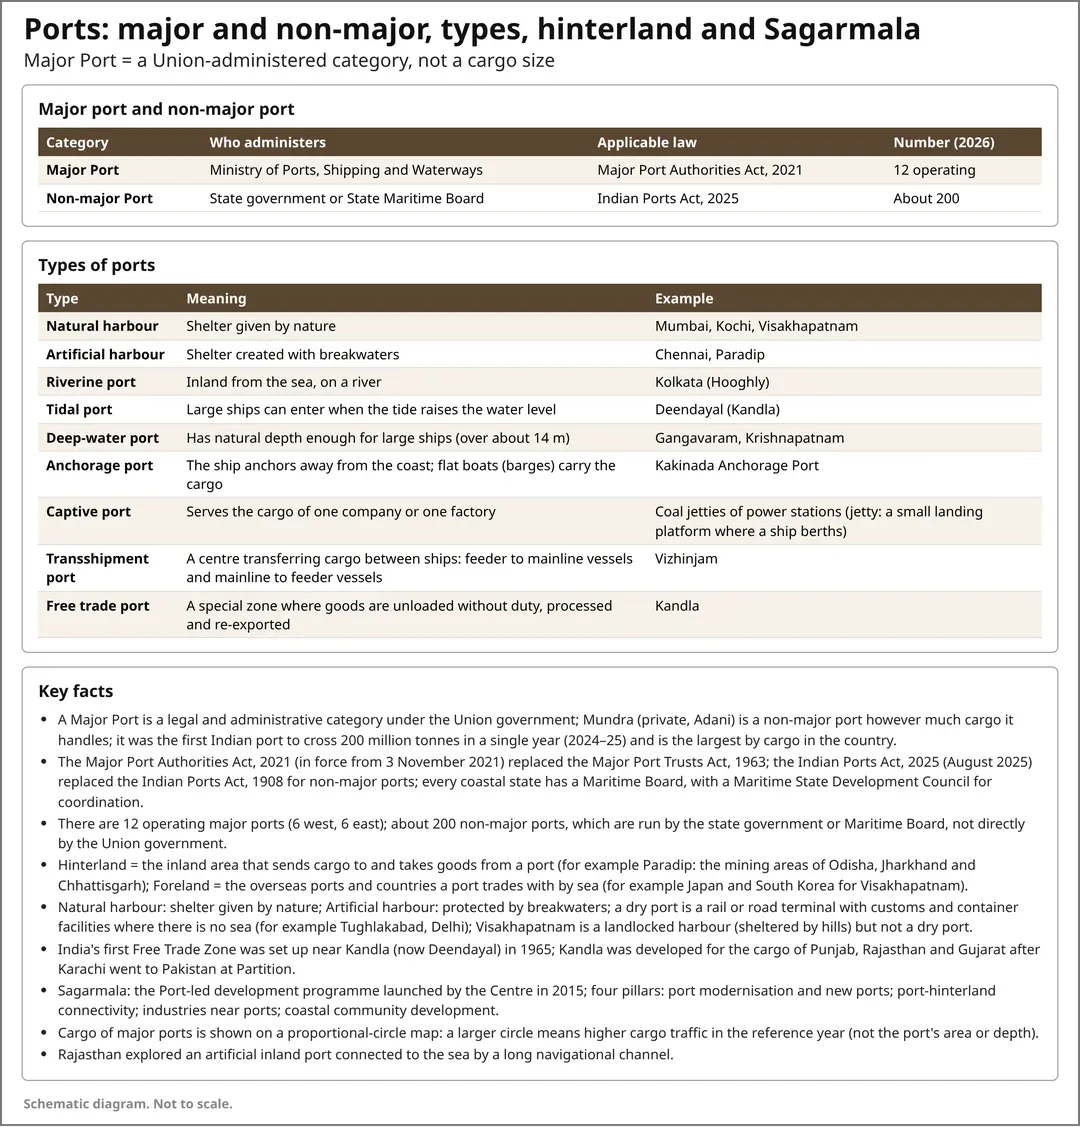 Ports: major and non-major, types, hinterland and Sagarmala
Major Port = a Union-administered category, not a cargo size
Major port and non-major port
Category Who administers Applicable law Number (2026)
Major Port Ministry of Ports, Shipping and Waterways Major Port Authorities Act, 2021 12 operating
Non-major Port State government or State Maritime Board Indian Ports Act, 2025 About 200
Types of ports
Type Meaning Example
Natural harbour Shelter given by nature Mumbai, Kochi, Visakhapatnam
Artificial harbour Shelter created with breakwaters Chennai, Paradip
Riverine port Inland from the sea, on a river Kolkata (Hooghly)
Tidal port Large ships can enter when the tide raises the water level Deendayal (Kandla)
Deep-water port Has natural depth enough for large ships (over about 14 m) Gangavaram, Krishnapatnam
Anchorage port The ship anchors away from the coast; flat boats (barges) carry the Kakinada Anchorage Port
cargo
Captive port Serves the cargo of one company or one factory Coal jetties of power stations (jetty: a small landing
platform where a ship berths)
Transshipment A centre transferring cargo between ships: feeder to mainline vessels Vizhinjam
port and mainline to feeder vessels
Free trade port A special zone where goods are unloaded without duty, processed Kandla
and re-exported
Key facts
• A Major Port is a legal and administrative category under the Union government; Mundra (private, Adani) is a non-major port however much cargo it
handles; it was the first Indian port to cross 200 million tonnes in a single year (2024–25) and is the largest by cargo in the country.
• The Major Port Authorities Act, 2021 (in force from 3 November 2021) replaced the Major Port Trusts Act, 1963; the Indian Ports Act, 2025 (August 2025)
replaced the Indian Ports Act, 1908 for non-major ports; every coastal state has a Maritime Board, with a Maritime State Development Council for
coordination.
• There are 12 operating major ports (6 west, 6 east); about 200 non-major ports, which are run by the state government or Maritime Board, not directly
by the Union government.
• Hinterland = the inland area that sends cargo to and takes goods from a port (for example Paradip: the mining areas of Odisha, Jharkhand and
Chhattisgarh); Foreland = the overseas ports and countries a port trades with by sea (for example Japan and South Korea for Visakhapatnam).
• Natural harbour: shelter given by nature; Artificial harbour: protected by breakwaters; a dry port is a rail or road terminal with customs and container
facilities where there is no sea (for example Tughlakabad, Delhi); Visakhapatnam is a landlocked harbour (sheltered by hills) but not a dry port.
• India's first Free Trade Zone was set up near Kandla (now Deendayal) in 1965; Kandla was developed for the cargo of Punjab, Rajasthan and Gujarat after
Karachi went to Pakistan at Partition.
• Sagarmala: the Port-led development programme launched by the Centre in 2015; four pillars: port modernisation and new ports; port-hinterland
connectivity; industries near ports; coastal community development.
• Cargo of major ports is shown on a proportional-circle map: a larger circle means higher cargo traffic in the reference year (not the port's area or depth).
• Rajasthan explored an artificial inland port connected to the sea by a long navigational channel.
Schematic diagram. Not to scale.